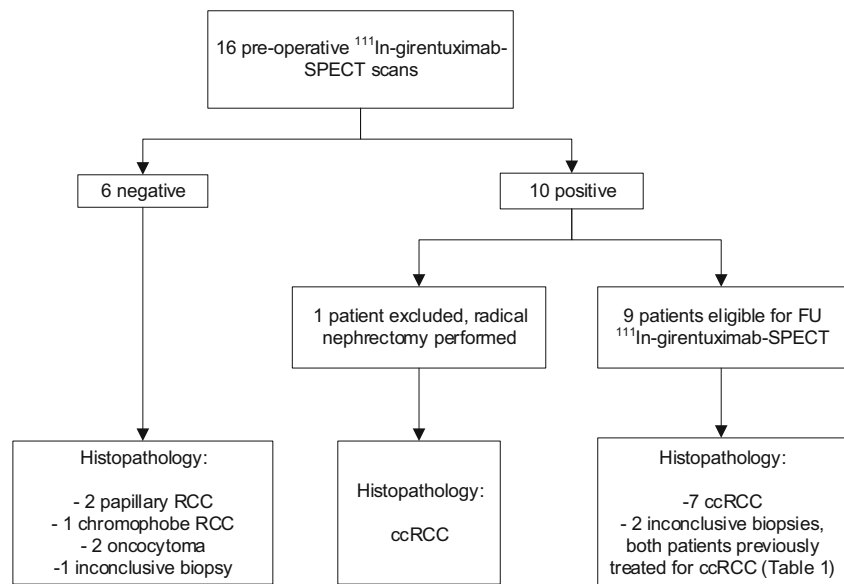 16 pre-operative ¹¹¹In-girentuximab-
SPECT scans
6 negative
10 positive
1 patient excluded, radical
nephrectomy performed
9 patients eligible for FU
¹¹¹In-girentuximab-SPECT
Histopathology:
- 2 papillary RCC
- 1 chromophobe RCC
- 2 oncocytoma
-1 inconclusive biopsy
Histopathology:
ccRCC
Histopathology:
-7 ccRCC
- 2 inconclusive biopsies,
both patients previously
treated for ccRCC (Table 1)